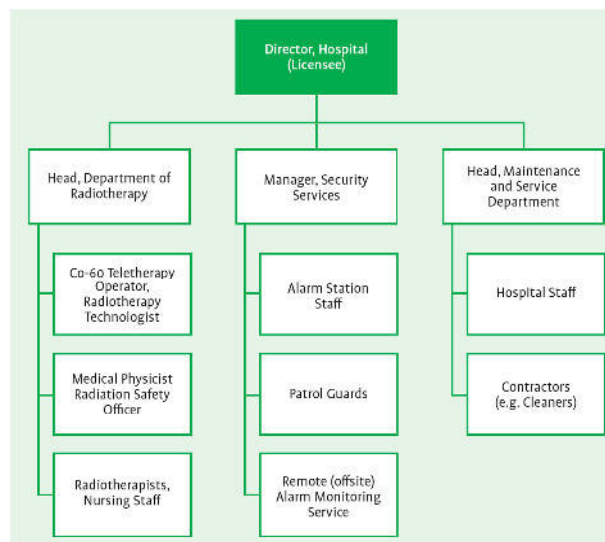 Director, Hospital
(Licensee)
Head, Department of
Radiotherapy
Manager, Security
Services
Head, Maintenance
and Service
Department
Co-60 Teletherapy
Operator,
Radiotherapy
Technologist
Alarm Station
Staff
Hospital Staff
Medical Physicist
Radiation Safety
Officer
Patrol Guards
Contractors
(e.g. Cleaners)
Radiotherapists,
Nursing Staff
Remote (offsite)
Alarm Monitoring
Service